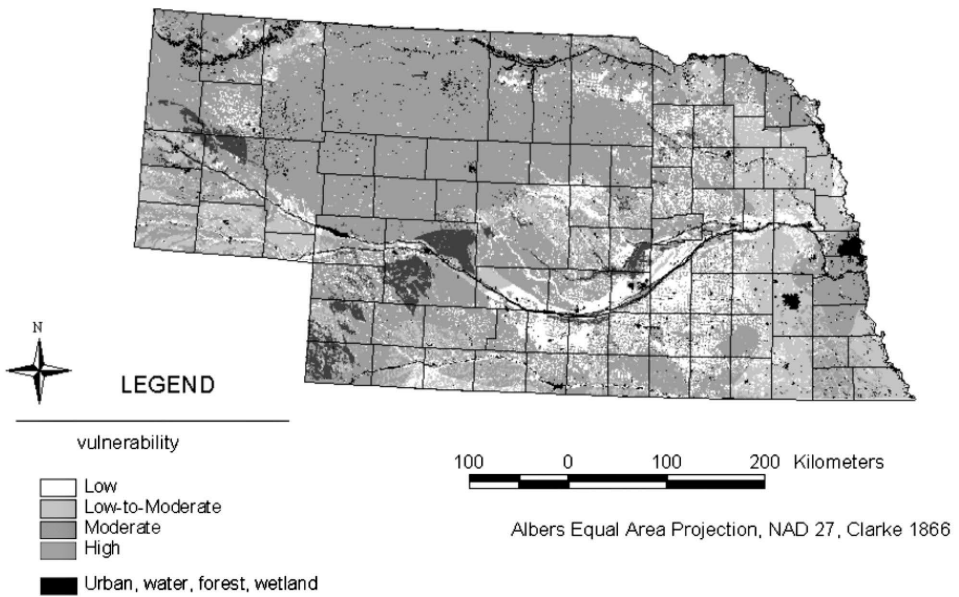 N
LEGEND
vulnerability
Low
Low-to-Moderate
Moderate
High
Urban, water, forest, wetland
100 0 100 200 Kilometers
Albers Equal Area Projection, NAD 27, Clarke 1866